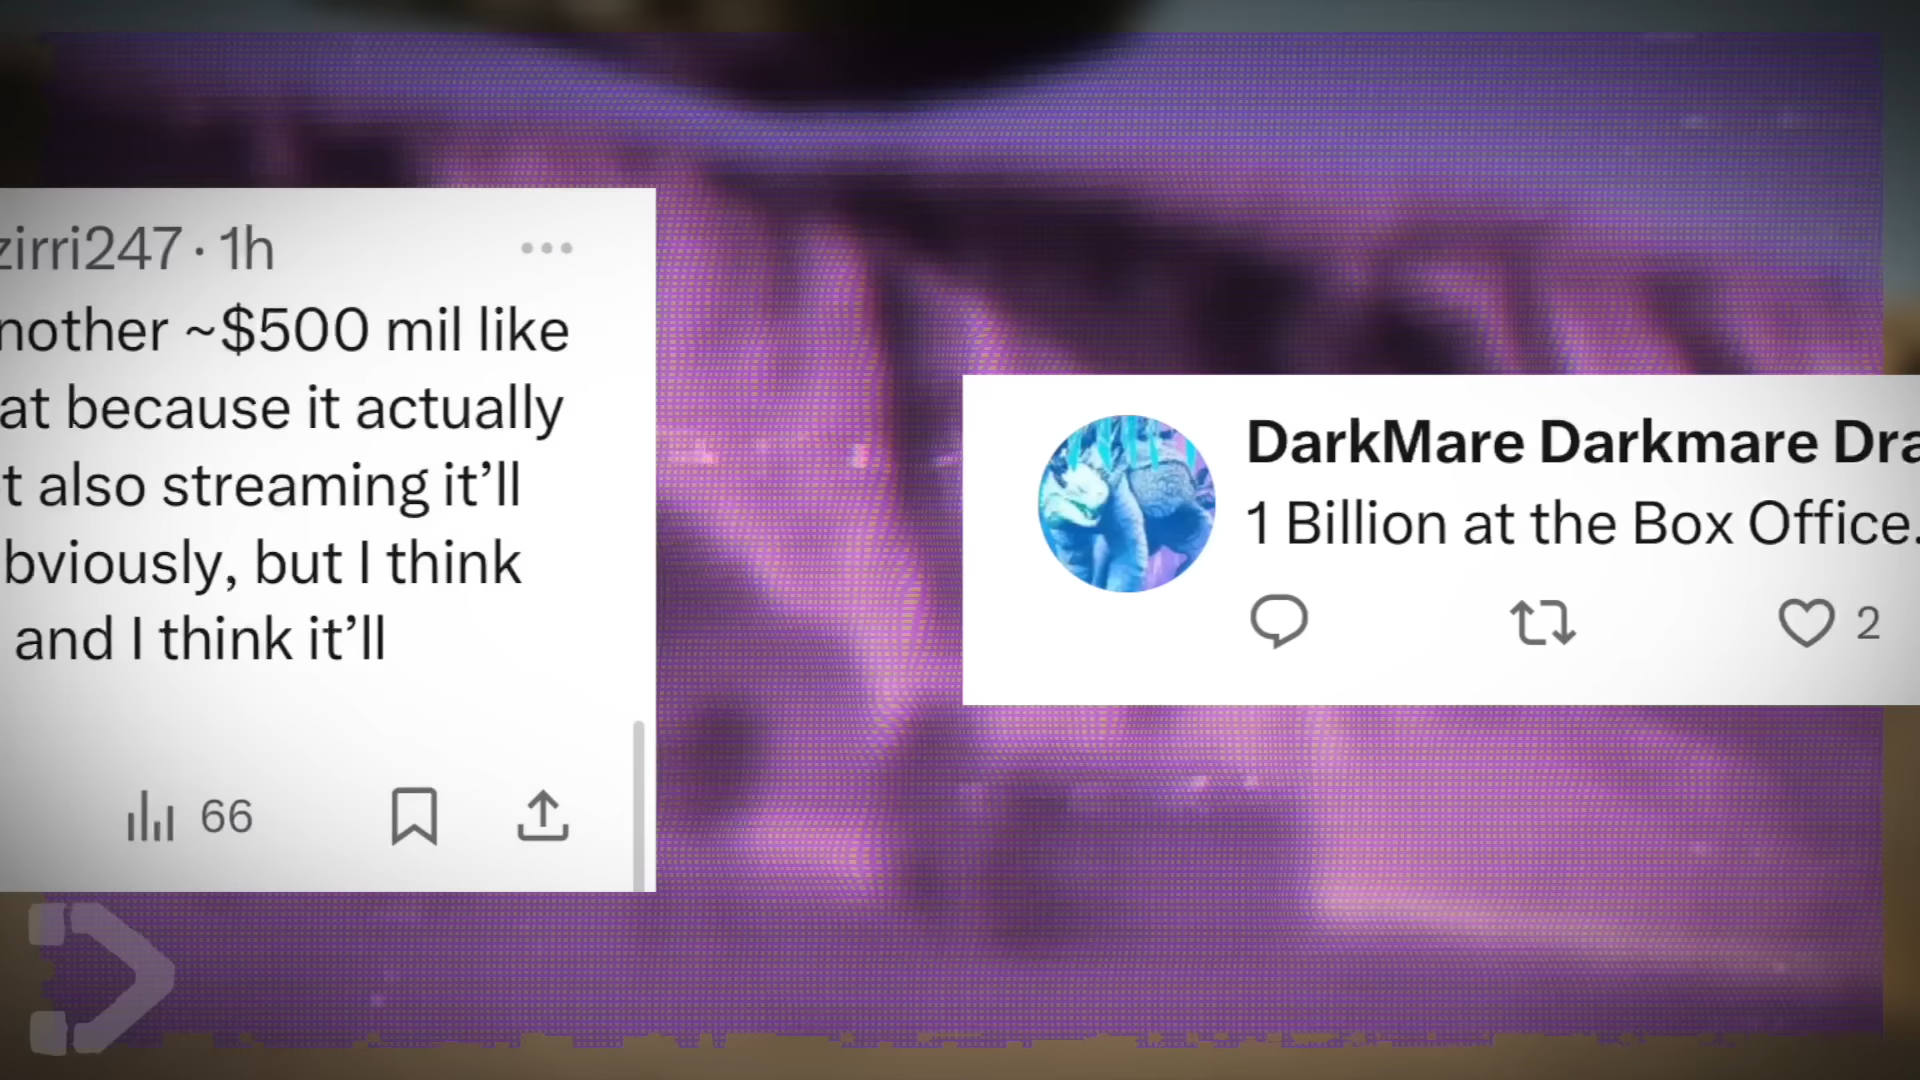 zirri247 · 1h
nother ~$500 mil like
at because it actually
t also streaming it’ll
bviously, but I think
and I think it’ll
66
DarkMare Darkmare Dra
1 Billion at the Box Office.
2